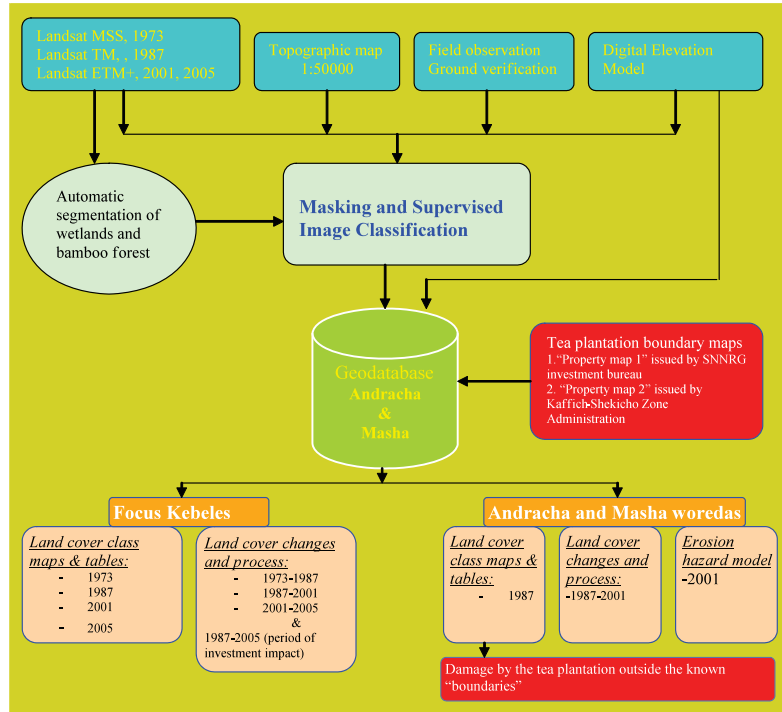 Landsat MSS, 1973
Landsat TM, , 1987
Landsat ETM+, 2001, 2005
Topographic map
1:50000
Field observation
Ground verification
Digital Elevation
Model
Automatic
segmentation of
wetlands and
bamboo forest
Masking and Supervised
Image Classification
Geodatabase
Andracha
&
Masha
Tea plantation boundary maps
1."Property map 1" issued by SNNRG
investment bureau
2. "Property map 2" issued by
Kaffich-Shekicho Zone
Administration
Focus Kebeles
Land cover class
maps & tables:
- 1973
- 1987
- 2001
- 2005
Land cover changes
and process:
- 1973-1987
- 1987-2001
- 2001-2005
&
1987-2005 (period of
investment impact)
Andracha and Masha woredas
Land cover
class maps &
tables:
- 1987
Land cover
changes and
process:
-1987-2001
Erosion
hazard model
-2001
Damage by the tea plantation outside the known
"boundaries"